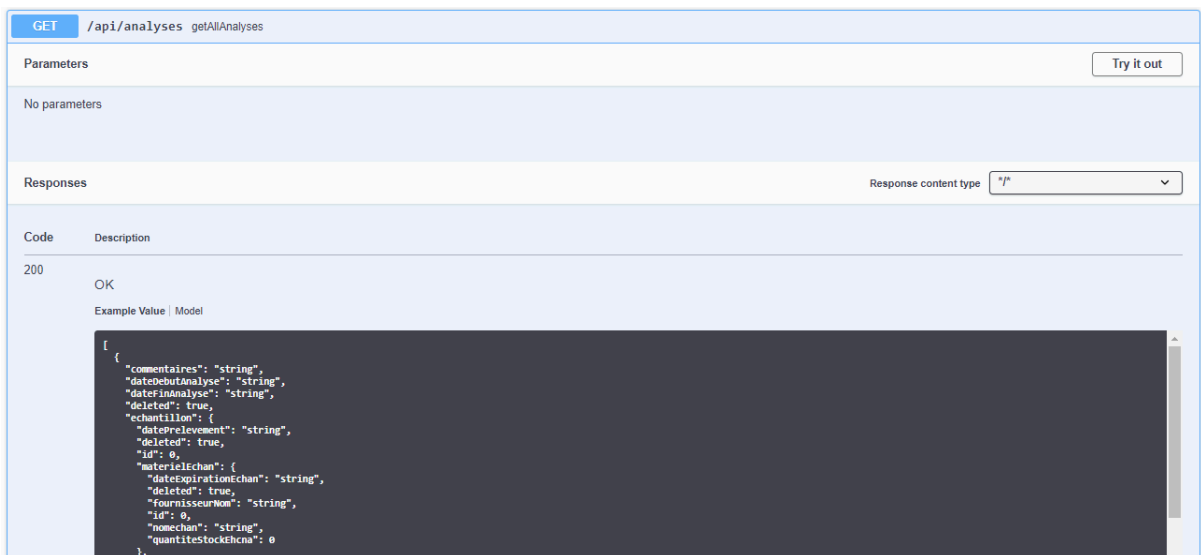 GET /api/analyses getAllAnalyses
Parameters Try it out
No parameters
Responses Response content type */*
Code Description
200
OK
Example Value Model
[
{
"commentaires": "string",
"dateDebutAnalyse": "string",
"dateFinAnalyse": "string",
"deleted": true,
"echantillon": {
"datePrelevement": "string",
"deleted": true,
"id": 0,
"materielEchan": {
"dateExpirationEchan": "string",
"deleted": true,
"fournisseurNom": "string",
"id": 0,
"nomechan": "string",
"quantiteStockEhcna": 0
},